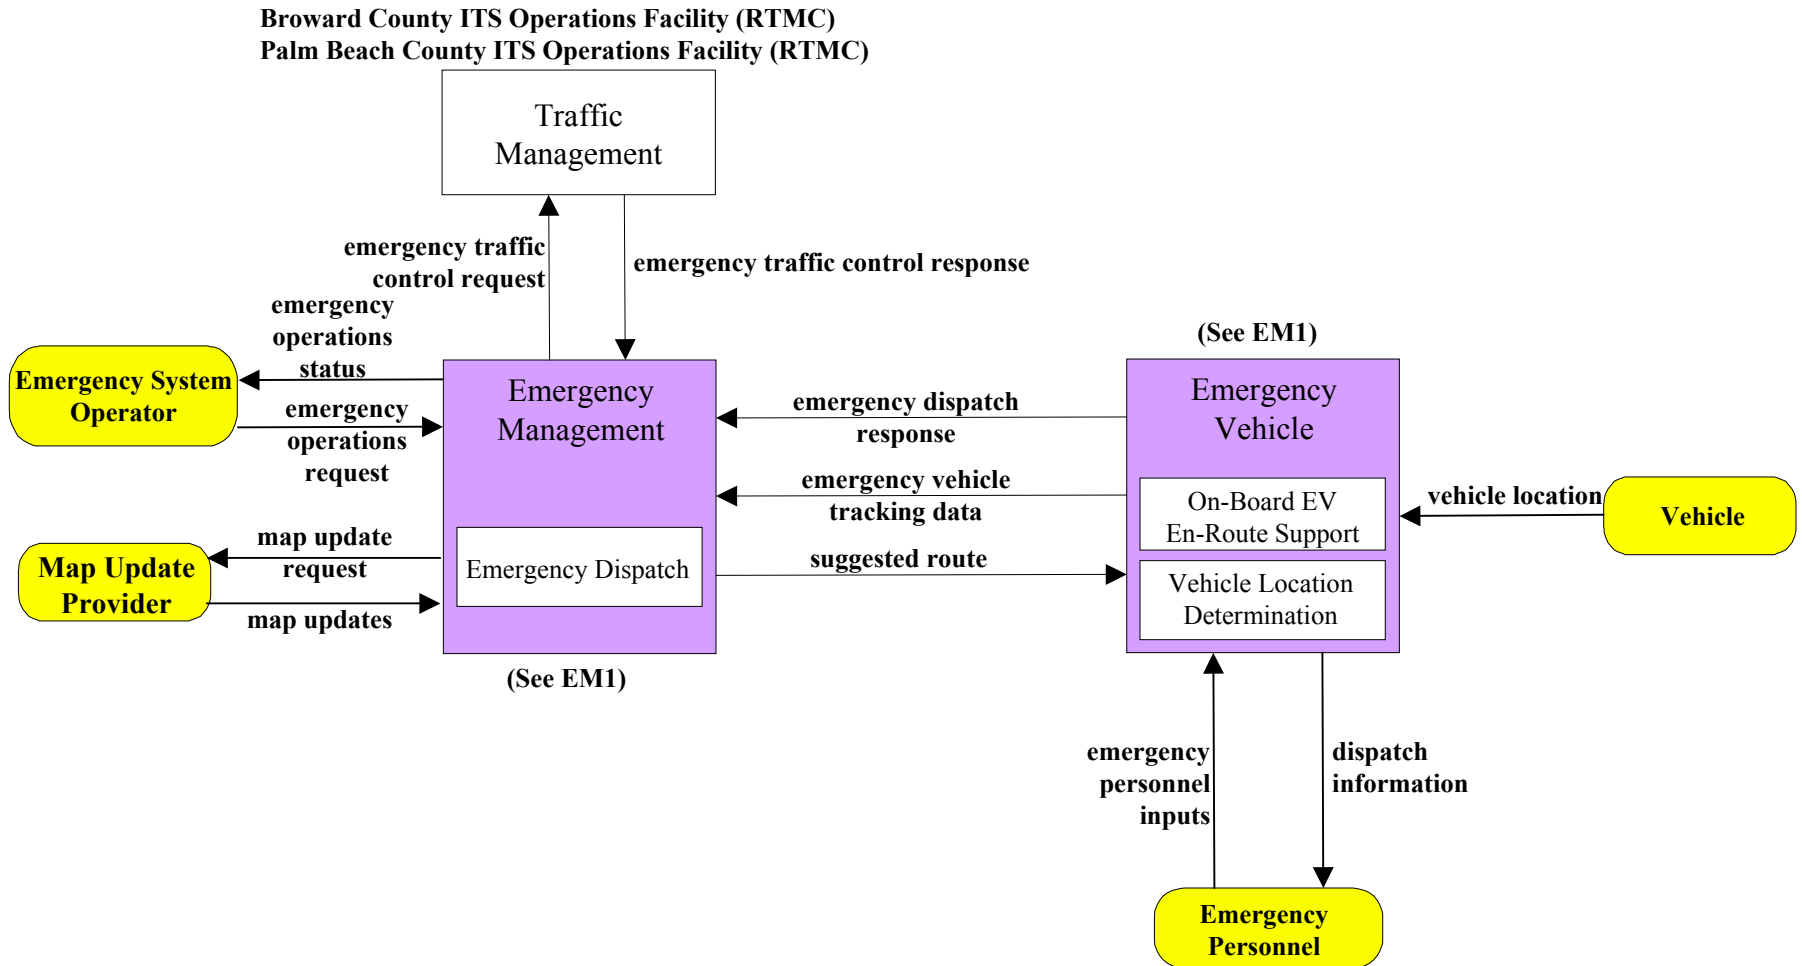 Broward County ITS Operations Facility (RTMC)
Palm Beach County ITS Operations Facility (RTMC)
Traffic
Management
emergency traffic
control request
emergency traffic control response
emergency
operations
status
Emergency System
Operator
emergency
operations
request
Emergency
Management
emergency dispatch
response
(See EM1)
Emergency
Vehicle
emergency vehicle
tracking data
On-Board EV
En-Route Support
vehicle location
Vehicle
map update
request
Map Update
Provider
map updates
Emergency Dispatch
suggested route
Vehicle Location
Determination
(See EM1)
emergency
personnel
inputs
dispatch
information
Emergency
Personnel